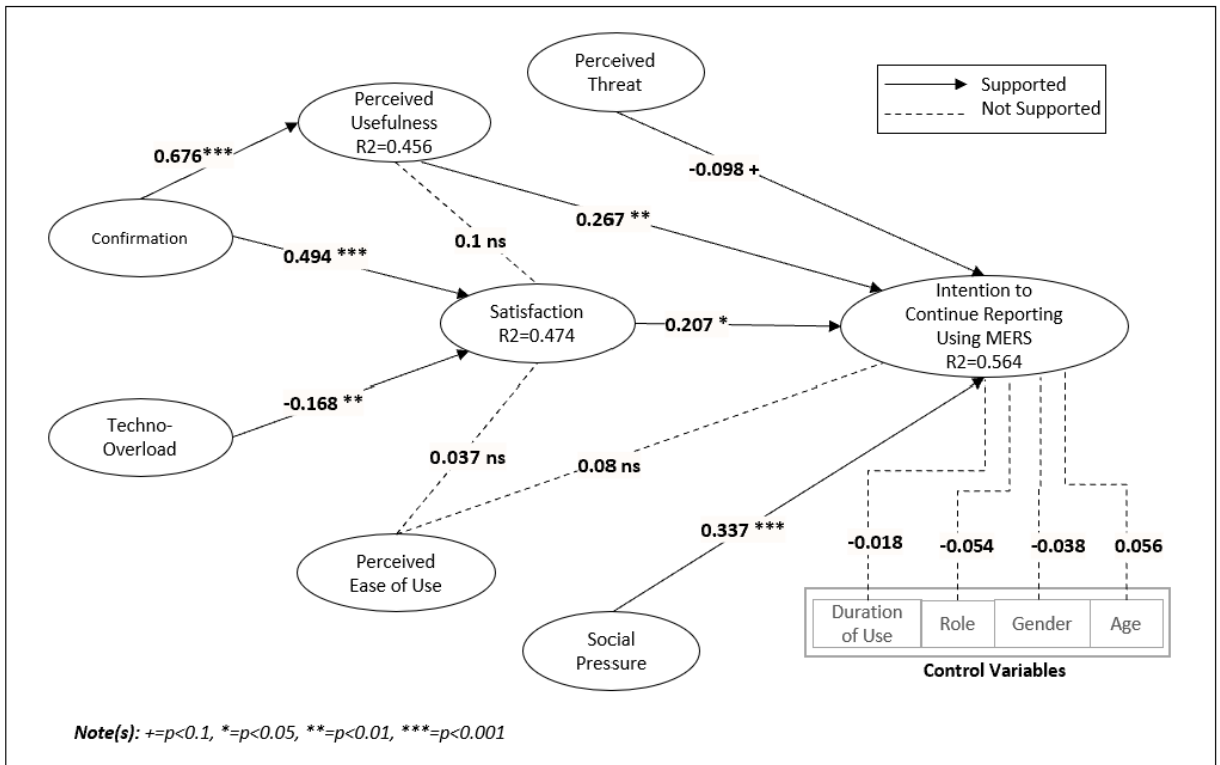 Perceived
Threat
Supported
Not Supported
Perceived
Usefulness
R2=0.456
0.676***
-0.098 +
0.267 **
Confirmation
0.1 ns
0.494 ***
Satisfaction
R2=0.474
0.207 *
Intention to
Continue Reporting
Using MERS
R2=0.564
-0.168 **
Techno-
Overload
0.037 ns
0.08 ns
0.337 ***
-0.018
-0.054
-0.038
0.056
Perceived
Ease of Use
Duration
of Use
Role
Gender
Age
Social
Pressure
Control Variables
Note(s): +=p<0.1, *=p<0.05, **=p<0.01, ***=p<0.001